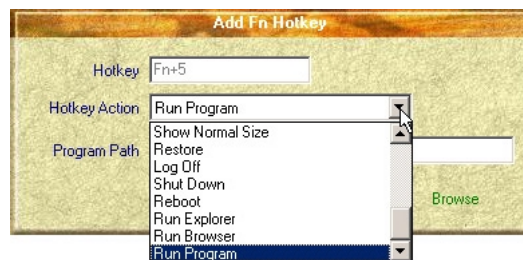 Add Fn Hotkey
Hotkey Fn+5
Hotkey Action Run Program
Show Normal Size
Restore
Program Path
Log Off
Shut Down
Reboot
Browse
Run Explorer
Run Browser
Run Program